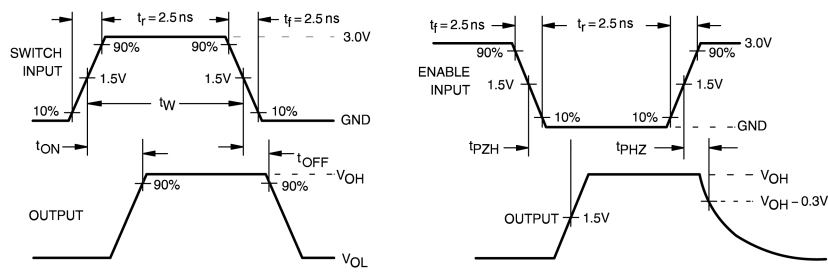 tr = 2.5 ns
tf = 2.5 ns
SWITCH
INPUT
90%
90%
3.0V
1.5V
1.5V
tW
10%
10%
GND
tON
tOFF
VOH
90%
90%
OUTPUT
VOL
tf = 2.5 ns
tr = 2.5 ns
3.0V
90%
90%
ENABLE
INPUT
1.5V
1.5V
10%
10%
GND
tPZH
tPHZ
VOH
VOH – 0.3V
OUTPUT
1.5V